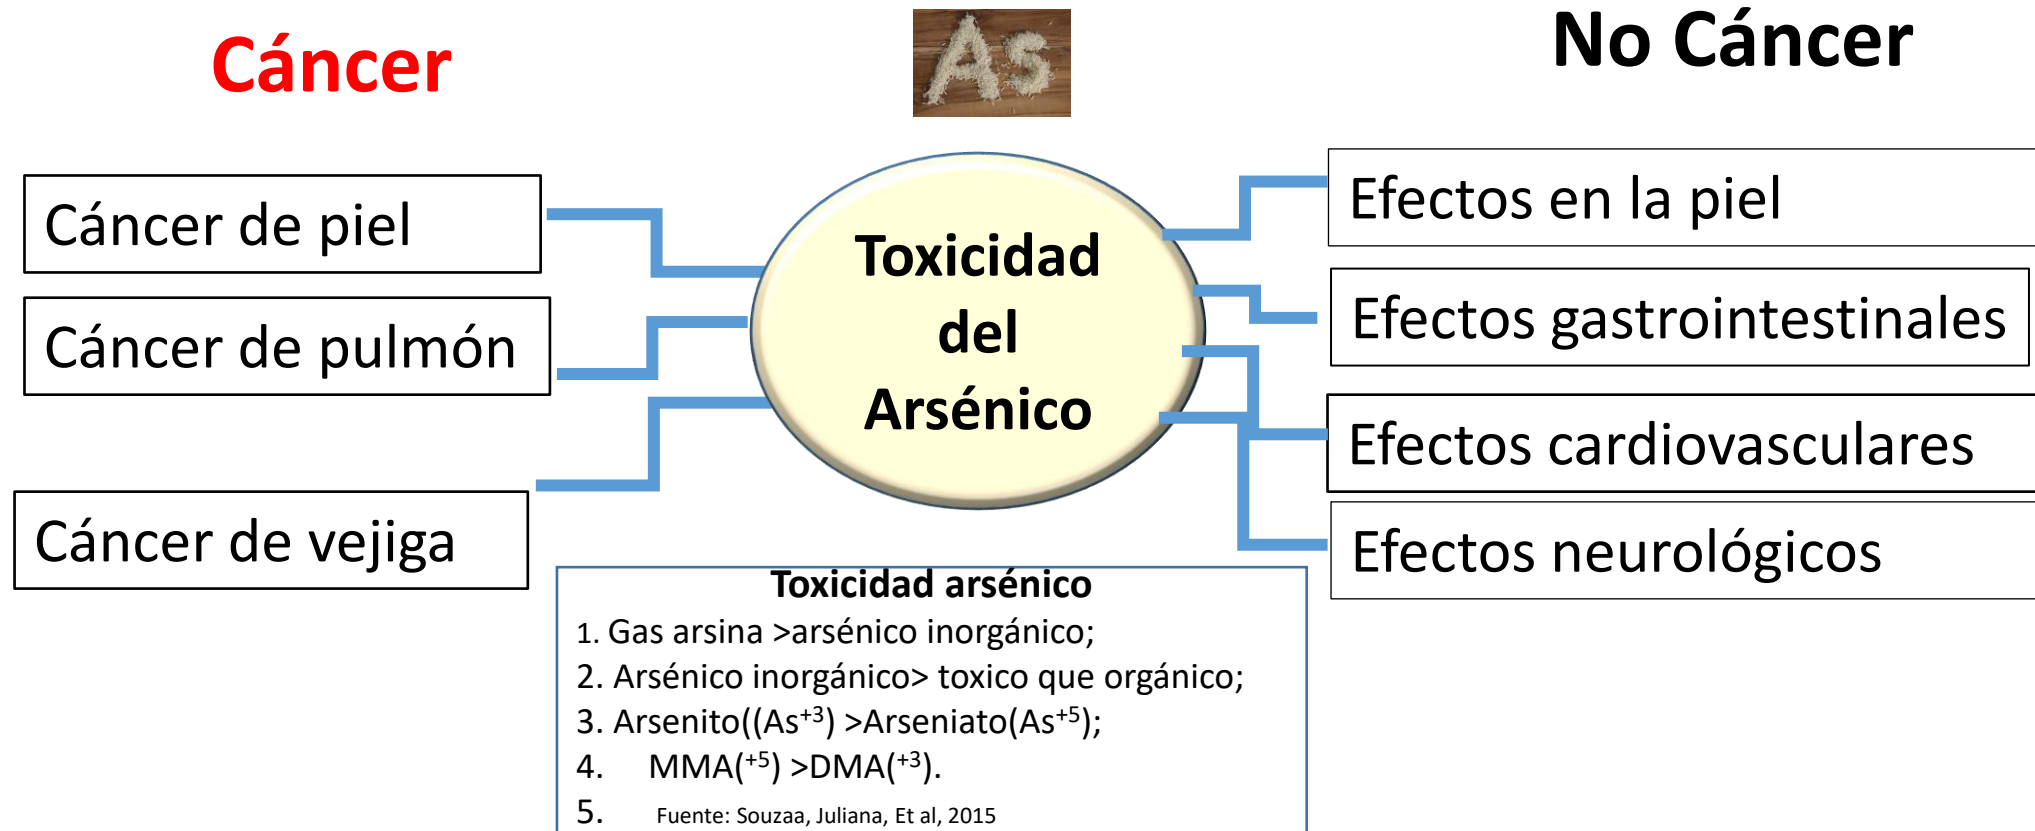 Cáncer
As
No Cáncer
Cáncer de piel
Cáncer de pulmón
Cáncer de vejiga
Toxicidad
del
Arsénico
Efectos en la piel
Efectos gastrointestinales
Efectos cardiovasculares
Efectos neurológicos
Toxicidad arsénico
1. Gas arsina >arsénico inorgánico;
2. Arsénico inorgánico> toxico que orgánico;
3. Arsenito((As⁺³) >Arseniato(As⁺⁵);
4. MMA(⁺⁵) >DMA(⁺³).
5. Fuente: Souzaa, Juliana, Et al, 2015